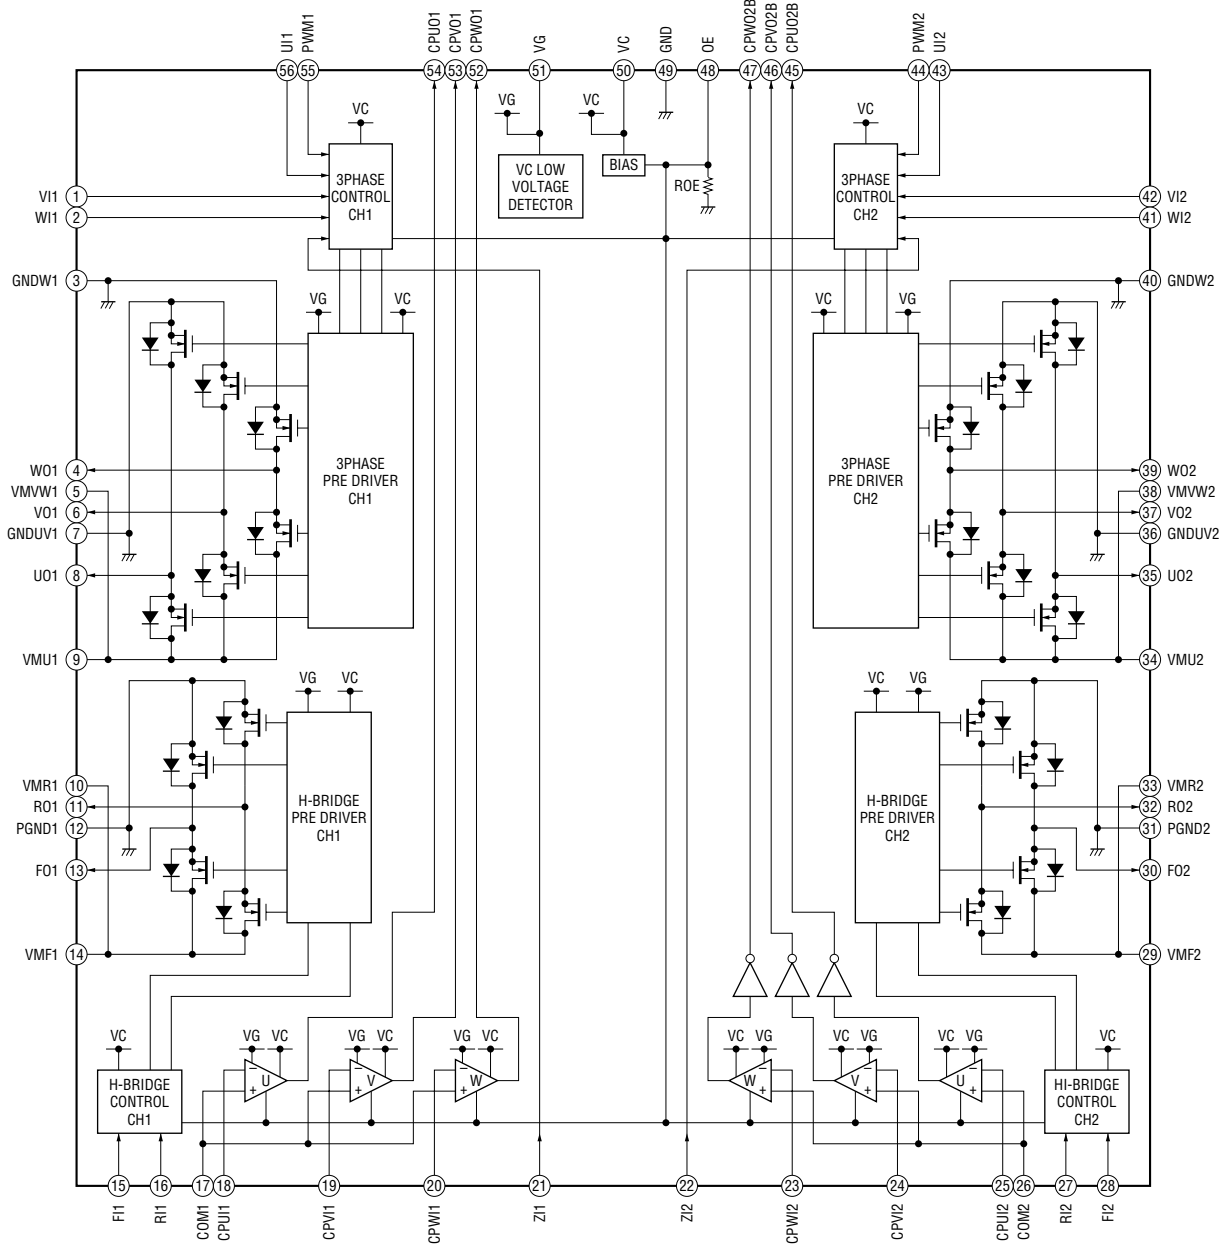 UI1 PWM1 CPUO1 CPVO1 CPWO1 VG VC GND OE CPWO2B CPVO2B CPUO2B PWM2 UI2
56 55 54 53 52 51 50 49 48 47 46 45 44 43
VC VG VC VC
3PHASE
CONTROL
CH1
VC LOW
VOLTAGE
DETECTOR
BIAS
ROE
3PHASE
CONTROL
CH2
VI1 1
WI1 2
42 VI2
41 WI2
GNDW1 3
40 GNDW2
VG VC
VC VG
3PHASE
PRE DRIVER
CH1
3PHASE
PRE DRIVER
CH2
WO1 4
VMVW1 5
VO1 6
GNDUV1 7
UO1 8
VMU1 9
39 WO2
38 VMVW2
37 VO2
36 GNDUV2
35 UO2
34 VMU2
VG VC
VC VG
H-BRIDGE
PRE DRIVER
CH1
H-BRIDGE
PRE DRIVER
CH2
VMR1 10
RO1 11
PGND1 12
FO1 13
VMF1 14
33 VMR2
32 RO2
31 PGND2
30 FO2
29 VMF2
VC VG VC VG VC VG VC VC VG VC VG VC VG VC
H-BRIDGE
CONTROL
CH1
− U +
− V +
− W +
W − +
V − +
U − +
HI-BRIDGE
CONTROL
CH2
15 16 17 18 19 20 21 22 23 24 25 26 27 28
FI1 RI1 COM1 CPUI1 CPVI1 CPWI1 ZI1 ZI2 CPWI2 CPVI2 CPUI2 COM2 RI2 FI2